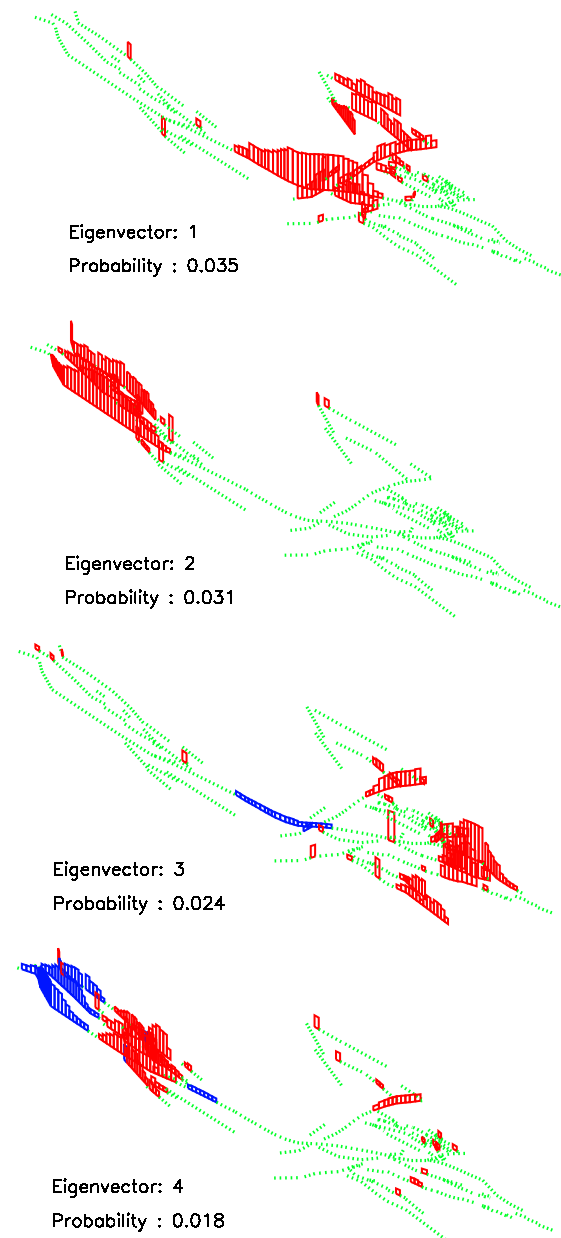 Eigenvector: 1
Probability : 0.035
Eigenvector: 2
Probability : 0.031
Eigenvector: 3
Probability : 0.024
Eigenvector: 4
Probability : 0.018